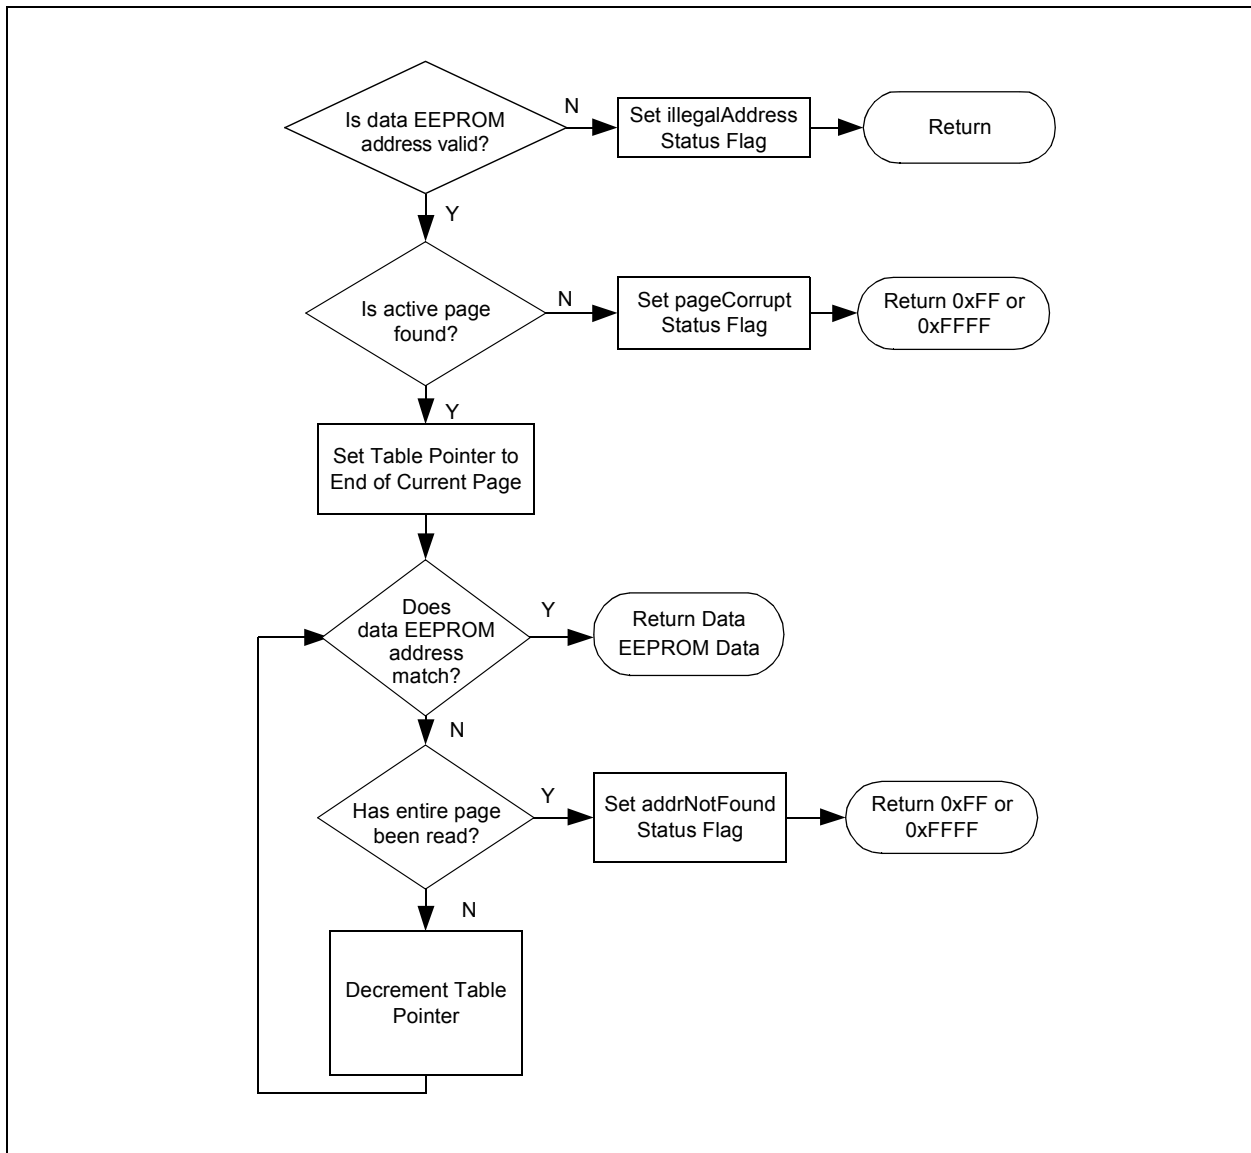 Is data EEPROM
address valid?
N
Set illegalAddress
Status Flag
Return
Y
Is active page
found?
N
Set pageCorrupt
Status Flag
Return 0xFF or
0xFFFF
Y
Set Table Pointer to
End of Current Page
Does
data EEPROM
address
match?
Y
Return Data
EEPROM Data
N
Has entire page
been read?
Y
Set addrNotFound
Status Flag
Return 0xFF or
0xFFFF
N
Decrement Table
Pointer